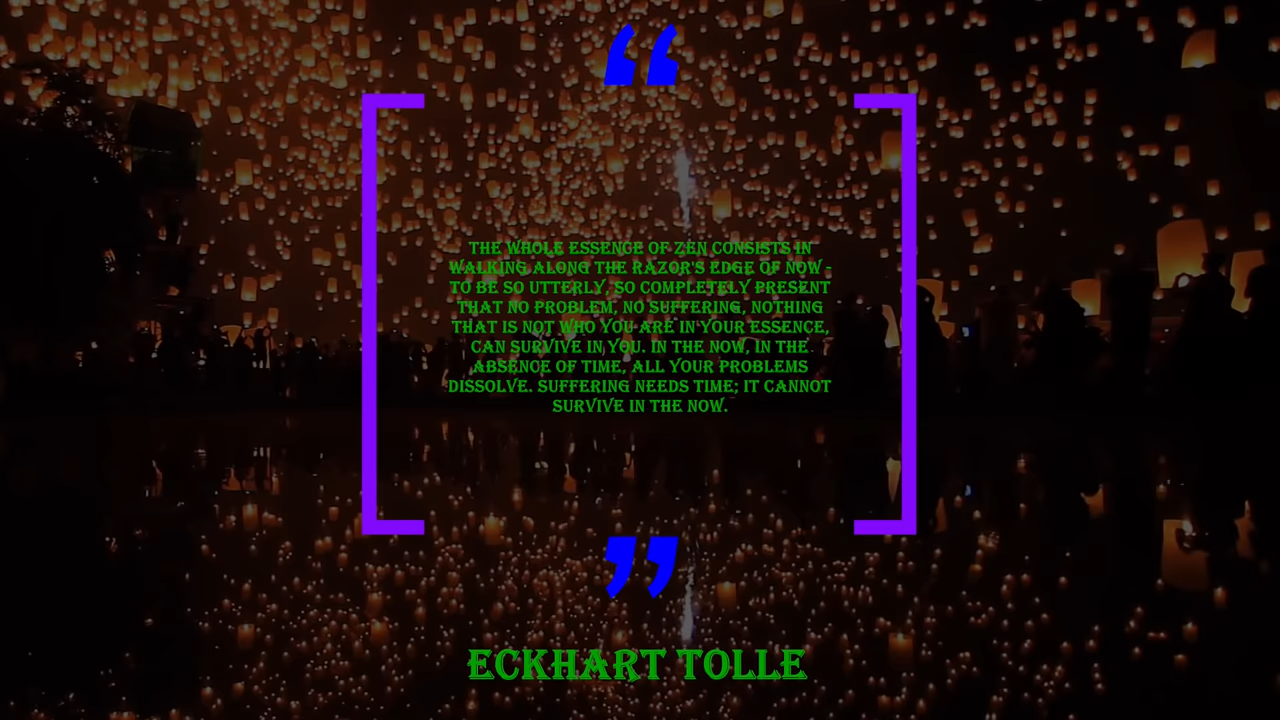 “
THE WHOLE ESSENCE OF ZEN CONSISTS IN
WALKING ALONG THE RAZOR'S EDGE OF NOW -
TO BE SO UTTERLY, SO COMPLETELY PRESENT
THAT NO PROBLEM, NO SUFFERING, NOTHING
THAT IS NOT WHO YOU ARE IN YOUR ESSENCE,
CAN SURVIVE IN YOU. IN THE NOW, IN THE
ABSENCE OF TIME, ALL YOUR PROBLEMS
DISSOLVE. SUFFERING NEEDS TIME; IT CANNOT
SURVIVE IN THE NOW.
”
ECKHART TOLLE